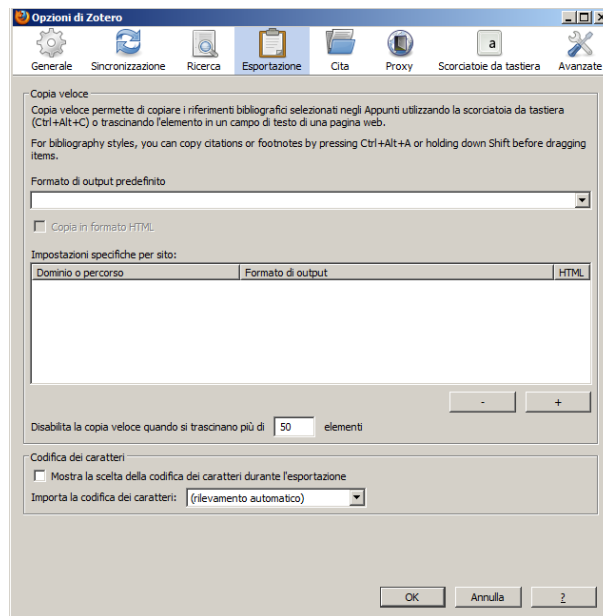 Opzioni di Zotero
Generale Sincronizzazione Ricerca Esportazione Cita Proxy a Scorciatoie da tastiera Avanzate
Copia veloce
Copia veloce permette di copiare i riferimenti bibliografici selezionati negli Appunti utilizzando la scorciatoia da tastiera
(Ctrl+Alt+C) o trascinando l'elemento in un campo di testo di una pagina web.
For bibliography styles, you can copy citations or footnotes by pressing Ctrl+Alt+A or holding down Shift before dragging
items.
Formato di output predefinito
Copia in formato HTML
Impostazioni specifiche per sito:
Dominio o percorso Formato di output HTML
- +
Disabilita la copia veloce quando si trascinano più di 50 elementi
Codifica dei caratteri
Mostra la scelta della codifica dei caratteri durante l'esportazione
Importa la codifica dei caratteri: (rilevamento automatico)
OK Annulla ?